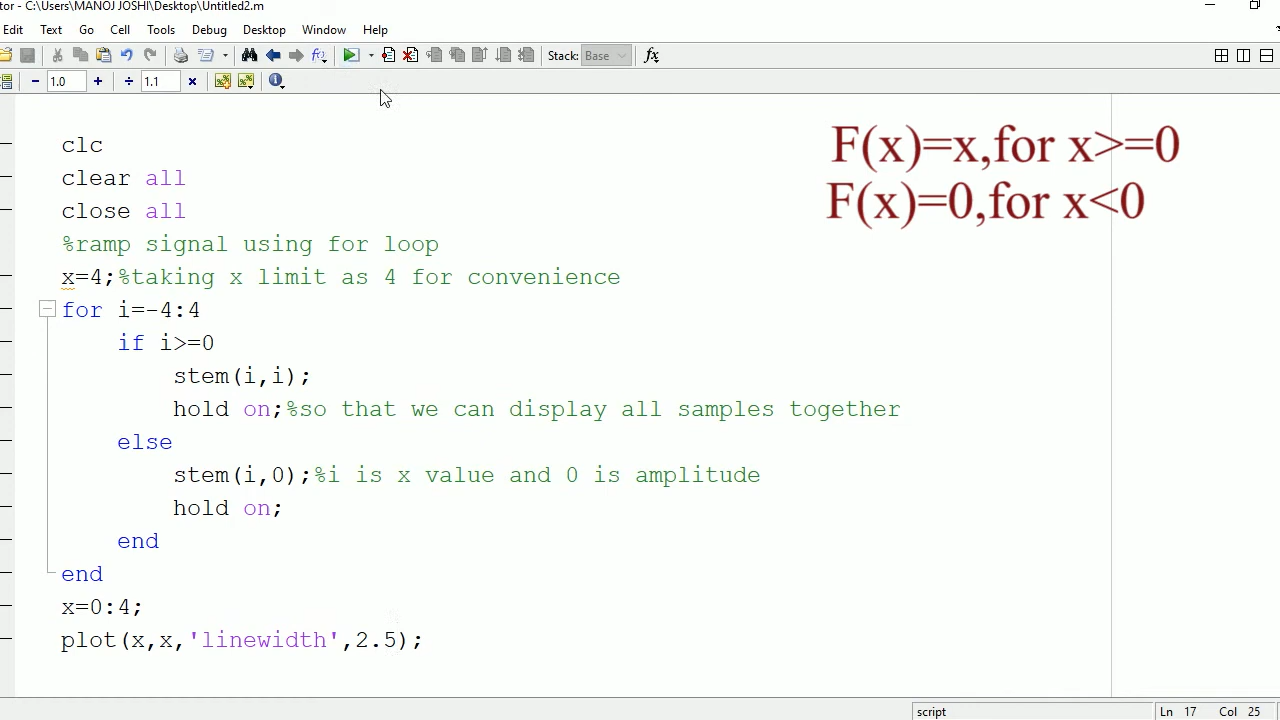 tor - C:\Users\MANOJ JOSHI\Desktop\Untitled2.m
Edit Text Go Cell Tools Debug Desktop Window Help
Stack: Base fx
− 1.0 + ÷ 1.1 ×
F(x)=x,for x>=0
F(x)=0,for x<0
clc
clear all
close all
%ramp signal using for loop
x=4;%taking x limit as 4 for convenience
for i=-4:4
if i>=0
stem(i,i);
hold on;%so that we can display all samples together
else
stem(i,0);%i is x value and 0 is amplitude
hold on;
end
end
x=0:4;
plot(x,x,'linewidth',2.5);
script Ln 17 Col 25